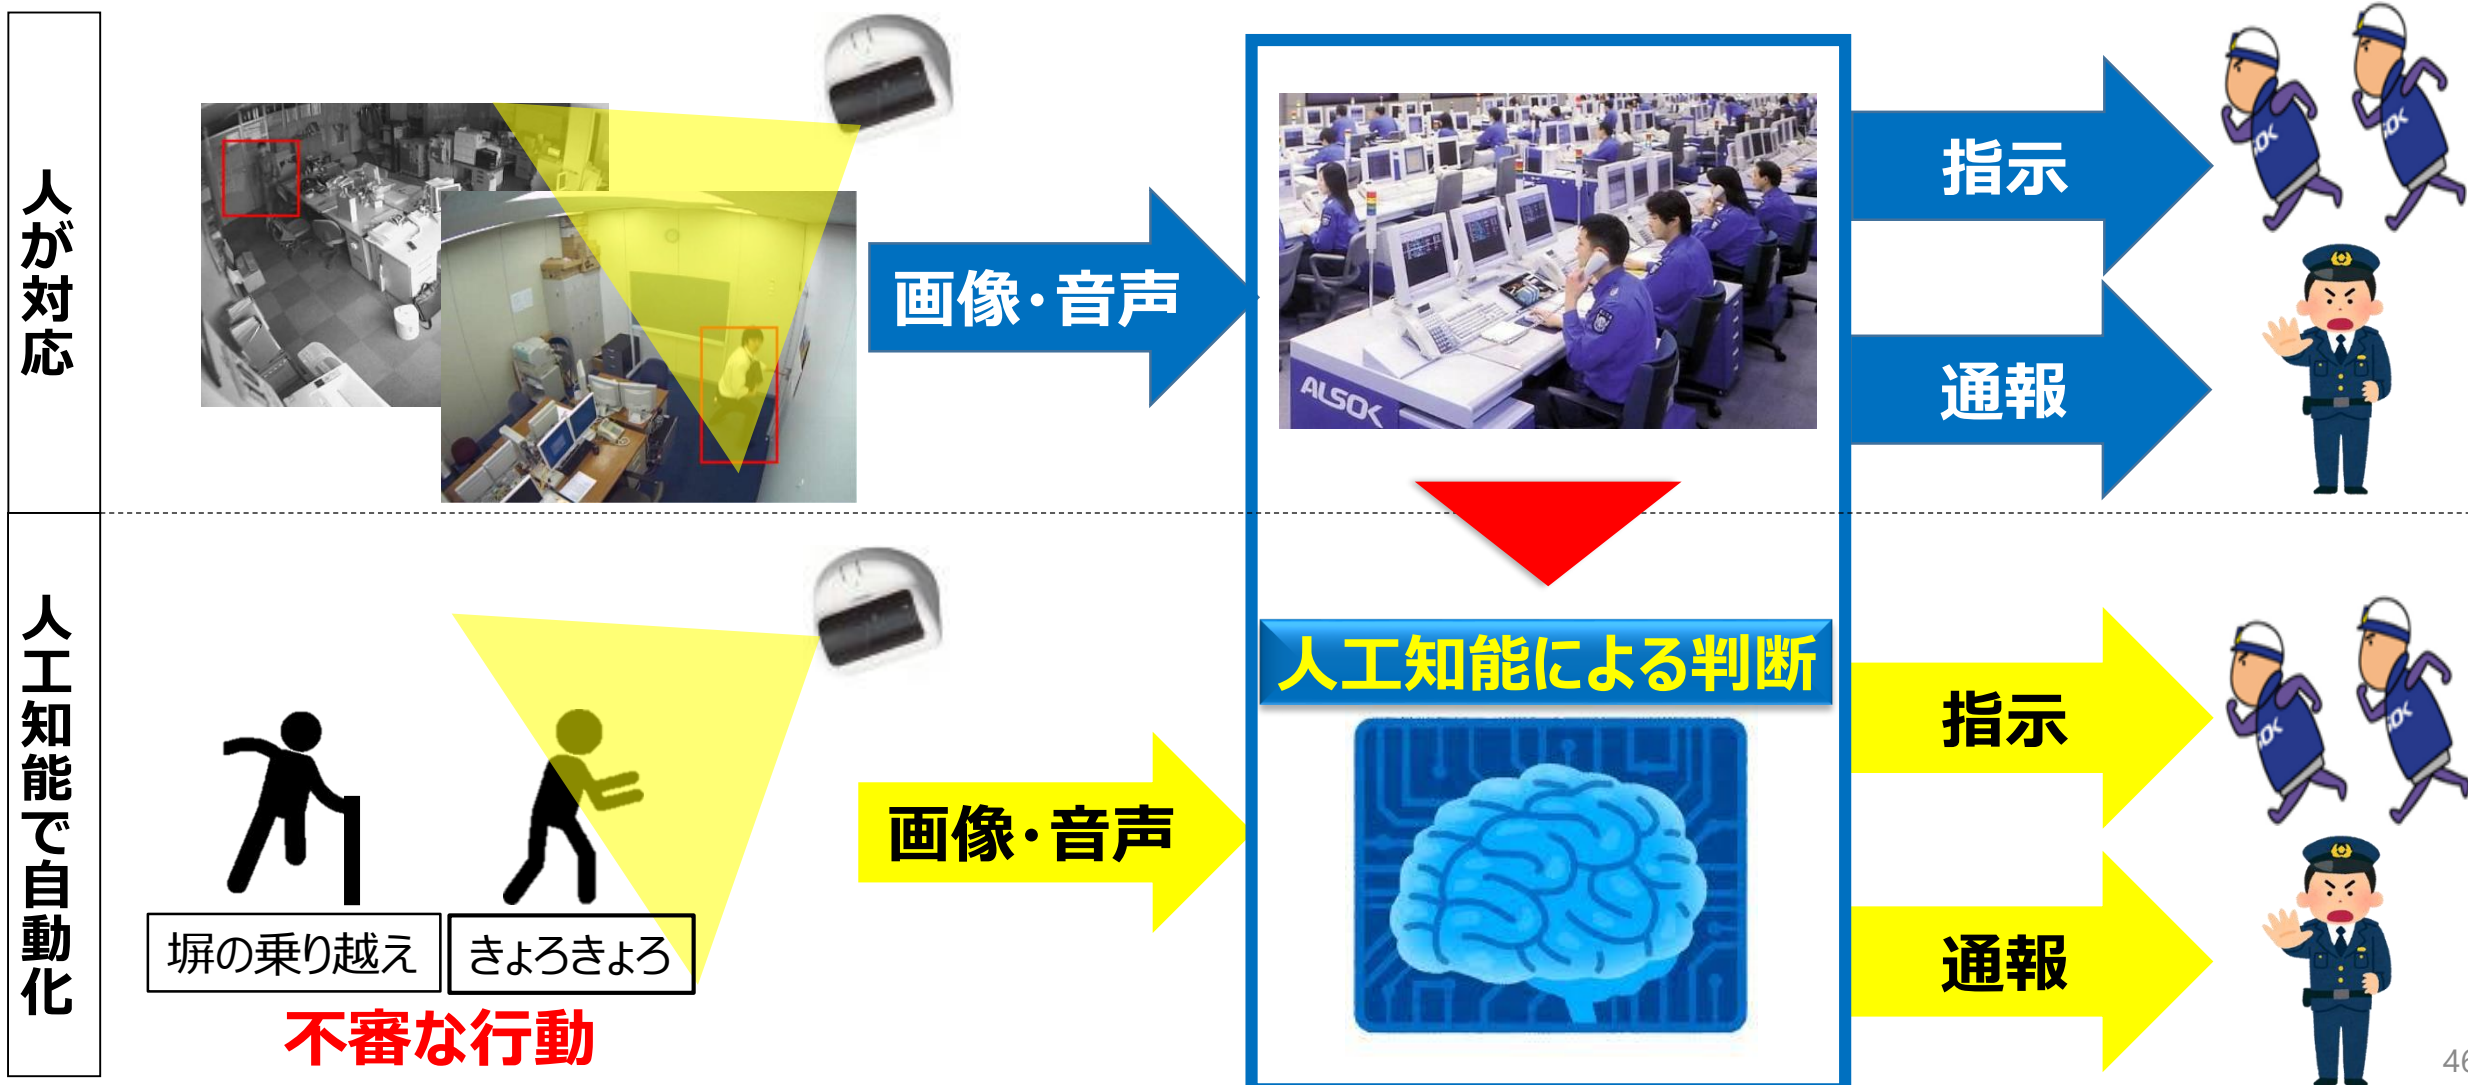 人が対応
画像・音声
ALSOK
指示
通報
人工知能で自動化
塀の乗り越え
きょろきょろ
不審な行動
画像・音声
人工知能による判断
指示
通報
46